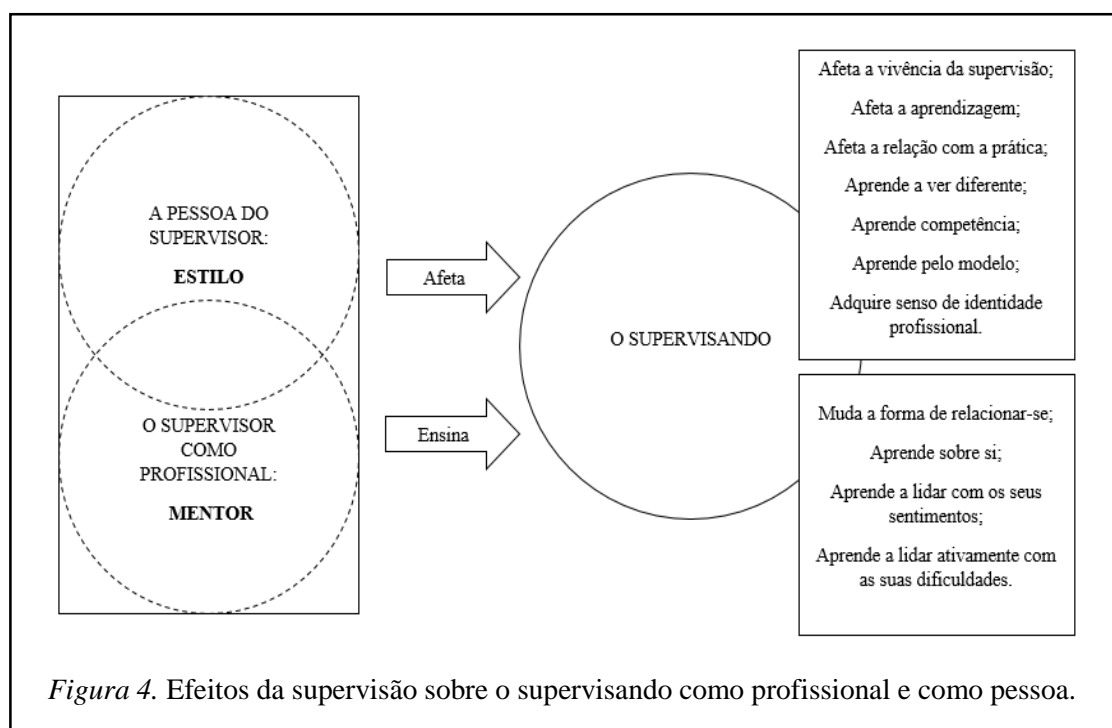 A PESSOA DO
SUPERVISOR:
ESTILO
O SUPERVISOR
COMO
PROFISSIONAL:
MENTOR
Afeta
Ensina
O SUPERVISANDO
Afeta a vivência da supervisão;
Afeta a aprendizagem;
Afeta a relação com a prática;
Aprende a ver diferente;
Aprende competência;
Aprende pelo modelo;
Adquire senso de identidade
profissional.
Muda a forma de relacionar-se;
Aprende sobre si;
Aprende a lidar com os seus
sentimentos;
Aprende a lidar ativamente com
as suas dificuldades.
Figura 4. Efeitos da supervisão sobre o supervisando como profissional e como pessoa.